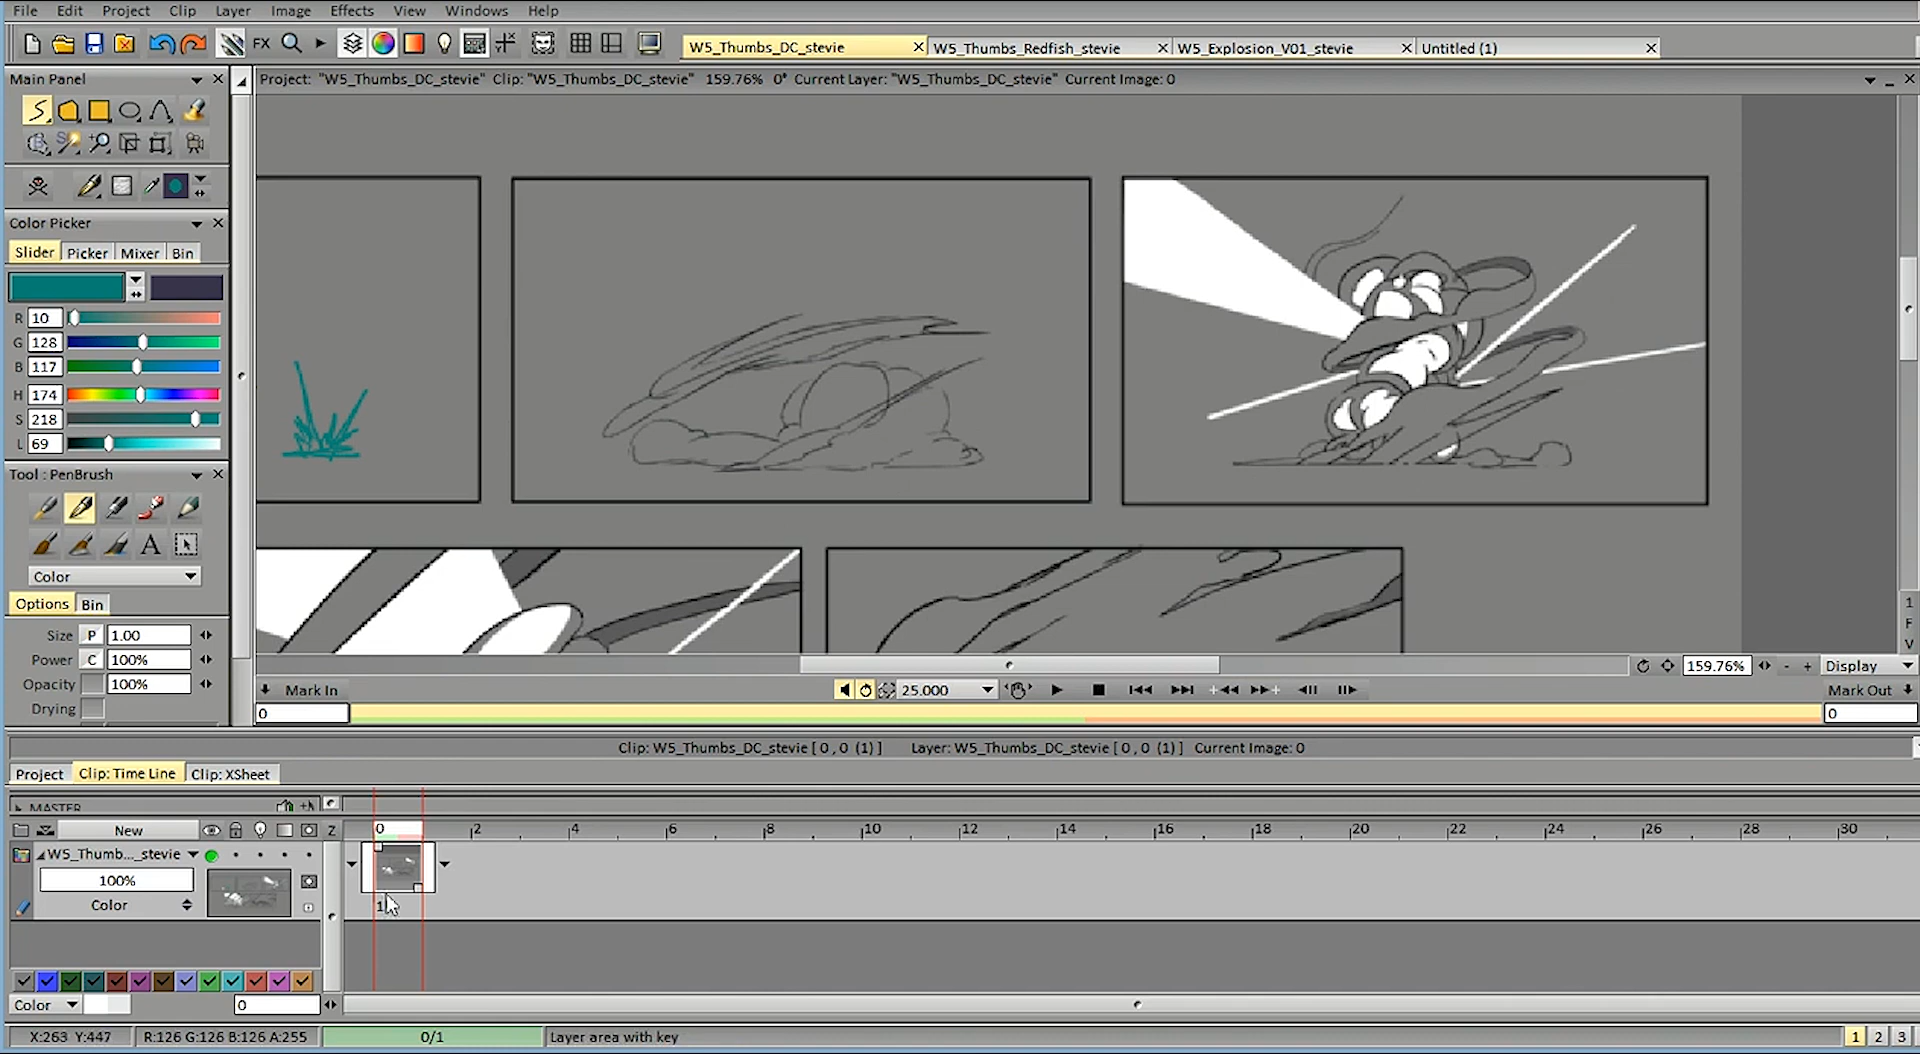 File Edit Project Clip Layer Image Effects View Windows Help
FX
W5_Thumbs_DC_stevie W5_Thumbs_Redfish_stevie W5_Explosion_V01_stevie Untitled (1)
Main Panel
Project: "W5_Thumbs_DC_stevie" Clip: "W5_Thumbs_DC_stevie" 159.76% 0° Current Layer: "W5_Thumbs_DC_stevie" Current Image: 0
Color Picker
Slider Picker Mixer Bin
R 10
G 128
B 117
H 174
S 218
L 69
Tool : PenBrush
A
Color
Options Bin
Size P 1.00
Power C 100%
Opacity 100%
Drying
1
F
V
159.76% - + Display
Mark In 25.000 Mark Out
0 0
Clip: W5_Thumbs_DC_stevie [ 0 , 0 (1) ] Layer: W5_Thumbs_DC_stevie [ 0 , 0 (1) ] Current Image: 0
Project Clip: Time Line Clip: XSheet
MASTER
New Z 0 2 4 6 8 10 12 14 16 18 20 22 24 26 28 30
W5_Thumb..._stevie
100%
Color 1
Color 0
X:263 Y:447 R:126 G:126 B:126 A:255 0/1 Layer area with key 1 2 3